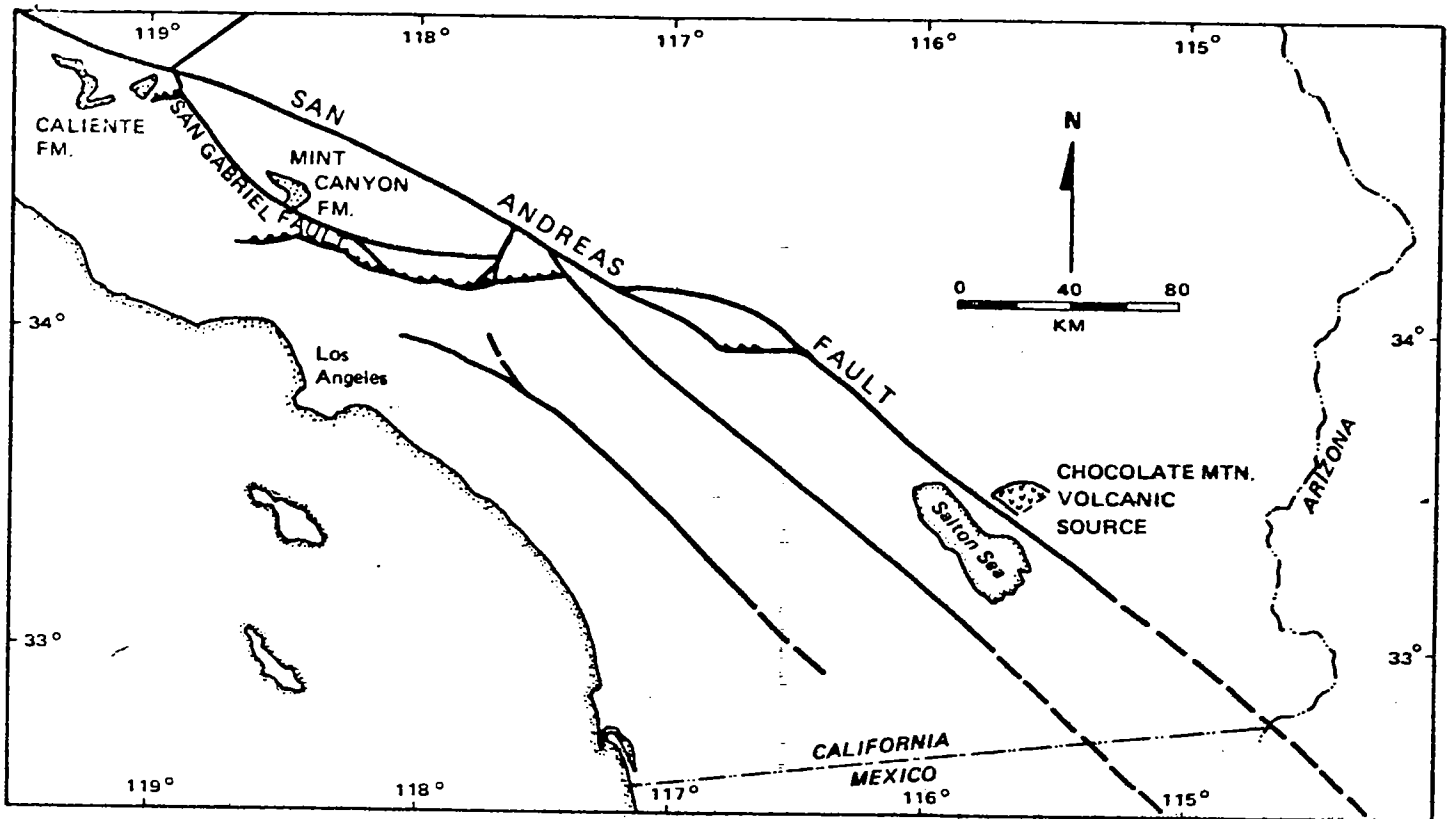 119°
118°
117°
116°
115°
SAN
ANDREAS
FAULT
CALIENTE
FM.
SAN GABRIEL FAULT
MINT
CANYON
FM.
N
0 40 80
KM
34°
34°
Los
Angeles
CHOCOLATE MTN.
VOLCANIC
SOURCE
Salton Sea
ARIZONA
33°
33°
CALIFORNIA
MEXICO
119°
118°
117°
116°
115°